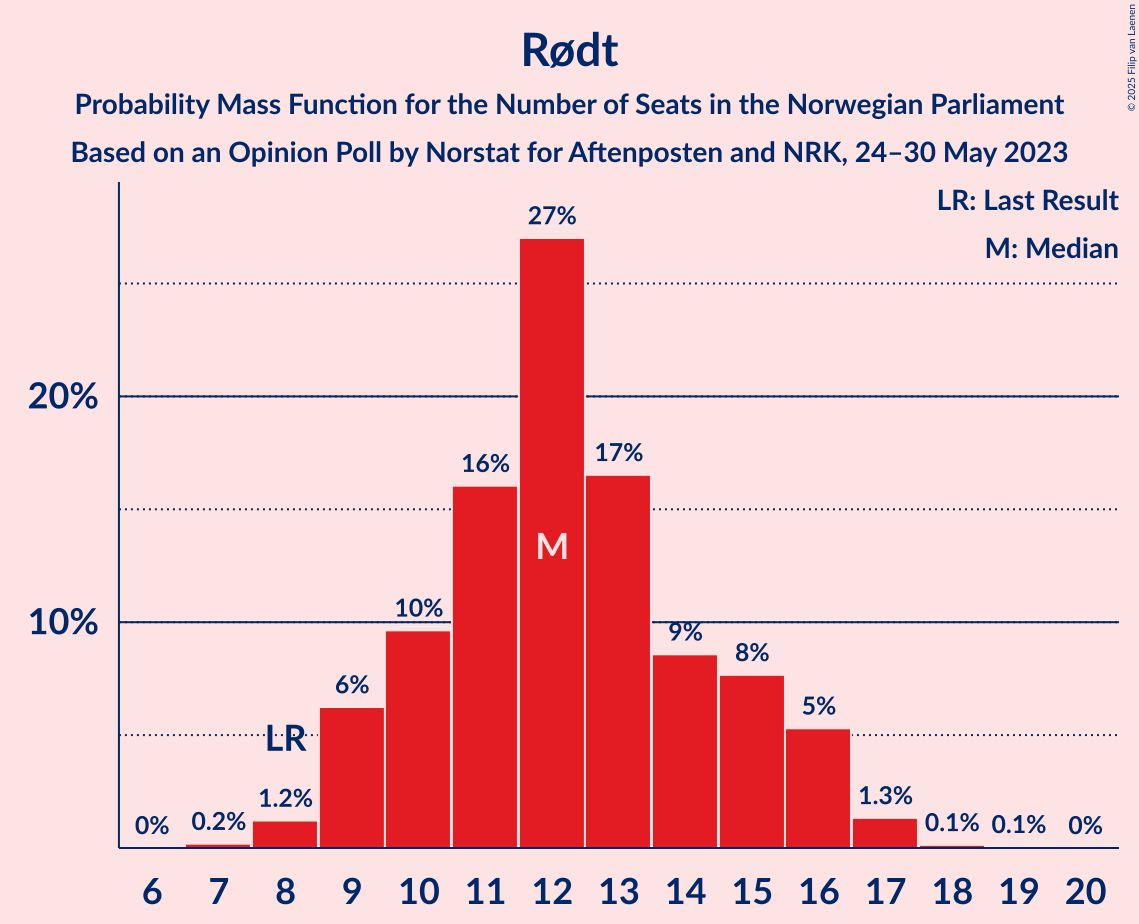 © 2025 Filip van Laenen
Rødt
Probability Mass Function for the Number of Seats in the Norwegian Parliament
Based on an Opinion Poll by Norstat for Aftenposten and NRK, 24–30 May 2023
LR: Last Result
M: Median
27%
20%
17%
16%
M
10%
10%
9%
8%
6%
5%
LR
1.2%
1.3%
0%
0.2%
0.1%
0.1%
0%
6 7 8 9 10 11 12 13 14 15 16 17 18 19 20